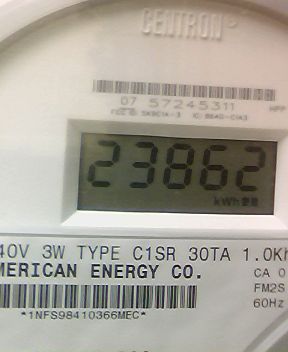 CENTRON
07 57245311
23862
kWh
40V 3W TYPE C1SR 30TA 1.0Kh
MERICAN ENERGY CO.
CA 0
FM2S
60Hz
*1NFS98410366MEC*